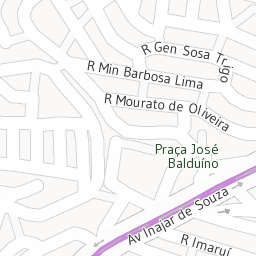 R Gen Sosa Trigo
R Min Barbosa Lima
R Mourato de Oliveira
Praça José
Balduíno
Av Inajar de Souza
R Imaruí